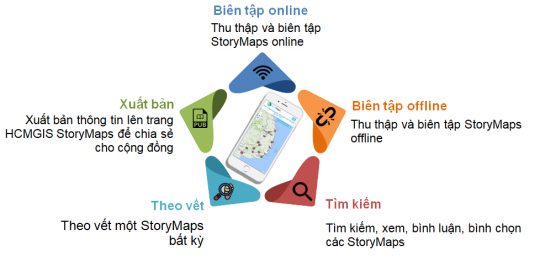 Biên tập online
Thu thập và biên tập
StoryMaps online
Xuất bản
Xuất bản thông tin lên trang
HCMGIS StoryMaps để chia sẻ
cho cộng đồng
PUB
Biên tập offline
Thu thập và biên tập StoryMaps
offline
Theo vết
Theo vết một StoryMaps
bất kỳ
Tìm kiếm
Tìm kiếm, xem, bình luận, bình chọn
các StoryMaps